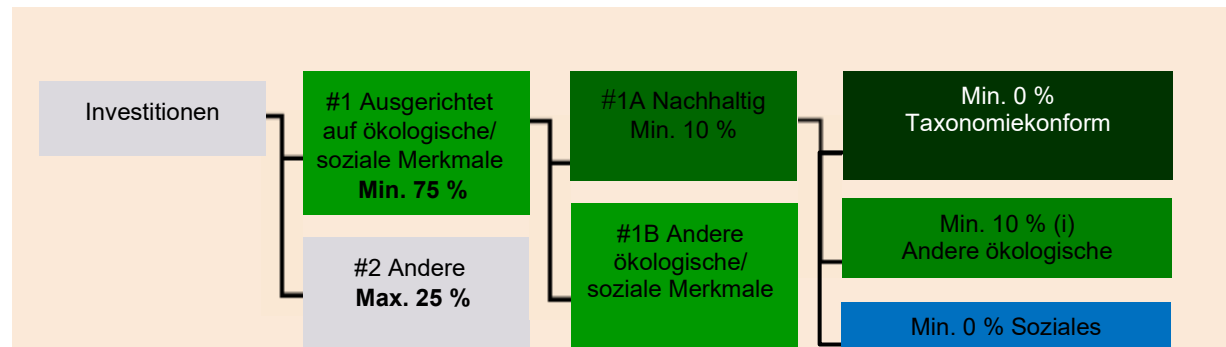 Investitionen
#1 Ausgerichtet
auf ökologische/
soziale Merkmale
Min. 75 %
#2 Andere
Max. 25 %
#1A Nachhaltig
Min. 10 %
#1B Andere
ökologische/
soziale Merkmale
Min. 0 %
Taxonomiekonform
Min. 10 % (i)
Andere ökologische
Min. 0 % Soziales